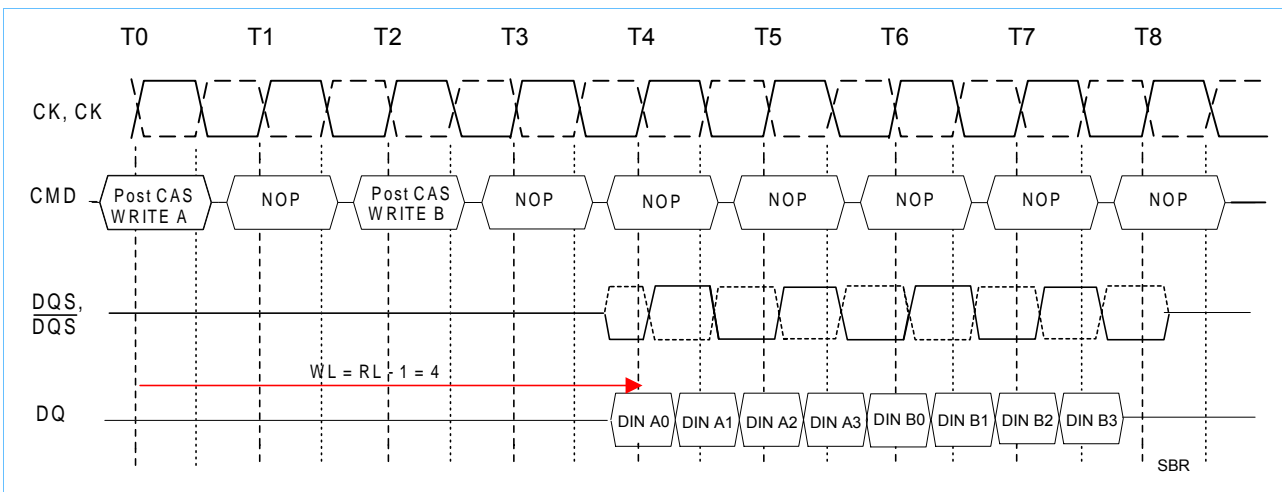 T0 T1 T2 T3 T4 T5 T6 T7 T8
CK, CK
CMD
Post CAS
WRITE A
NOP
Post CAS
WRITE B
NOP
NOP
NOP
NOP
NOP
NOP
DQS,
DQS
WL = RL - 1 = 4
DQ
DIN A0 DIN A1 DIN A2 DIN A3 DIN B0 DIN B1 DIN B2 DIN B3
SBR